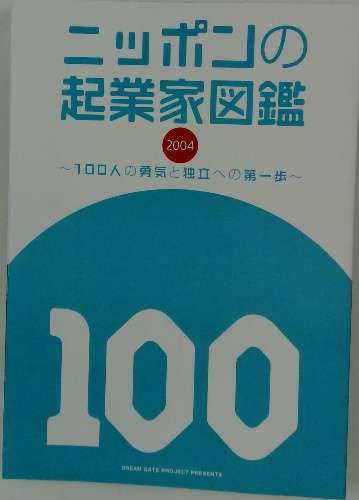 ニッポンの
起業家図鑑
2004
～100人の勇気と独立への第一歩～
100
DREAM GATE PROJECT PRESENTS